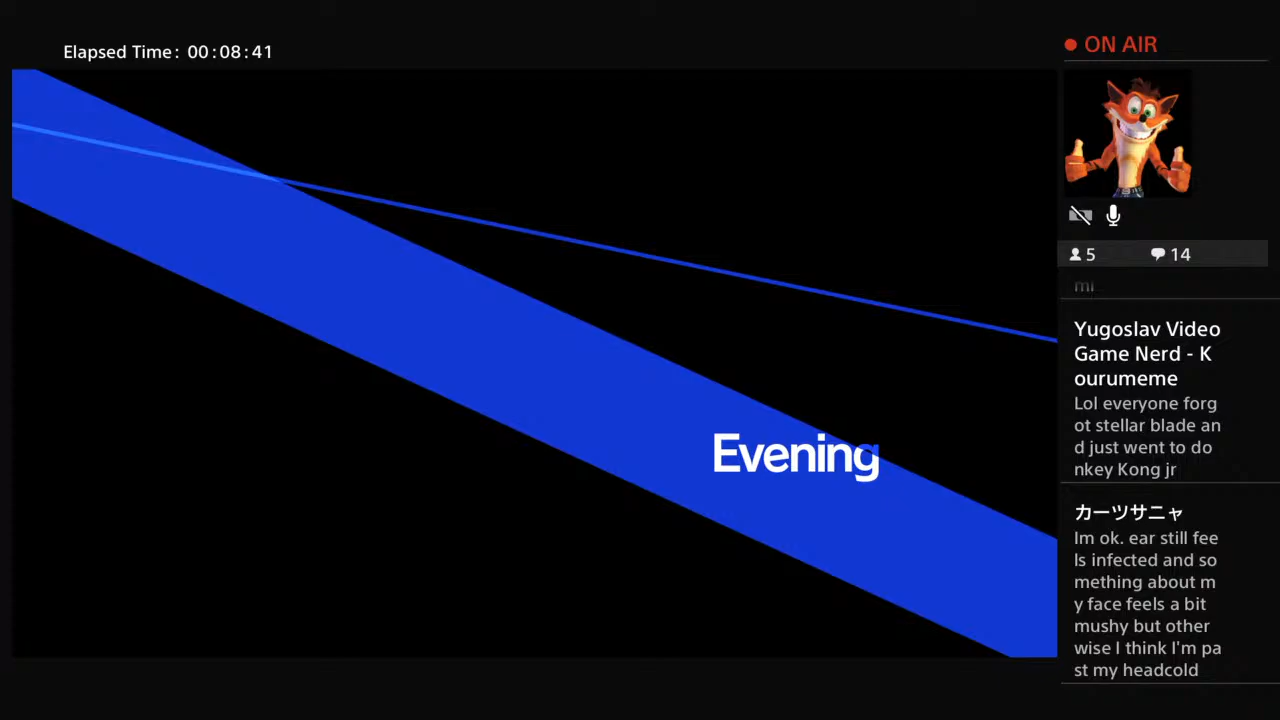 Elapsed Time: 00:08:41
ON AIR
5
14
mi
Yugoslav Video
Game Nerd - K
ourumeme
Lol everyone forg
ot stellar blade an
d just went to do
nkey Kong jr
カーツサニャ
Im ok. ear still fee
ls infected and so
mething about m
y face feels a bit
mushy but other
wise I think I'm pa
st my headcold
Evening